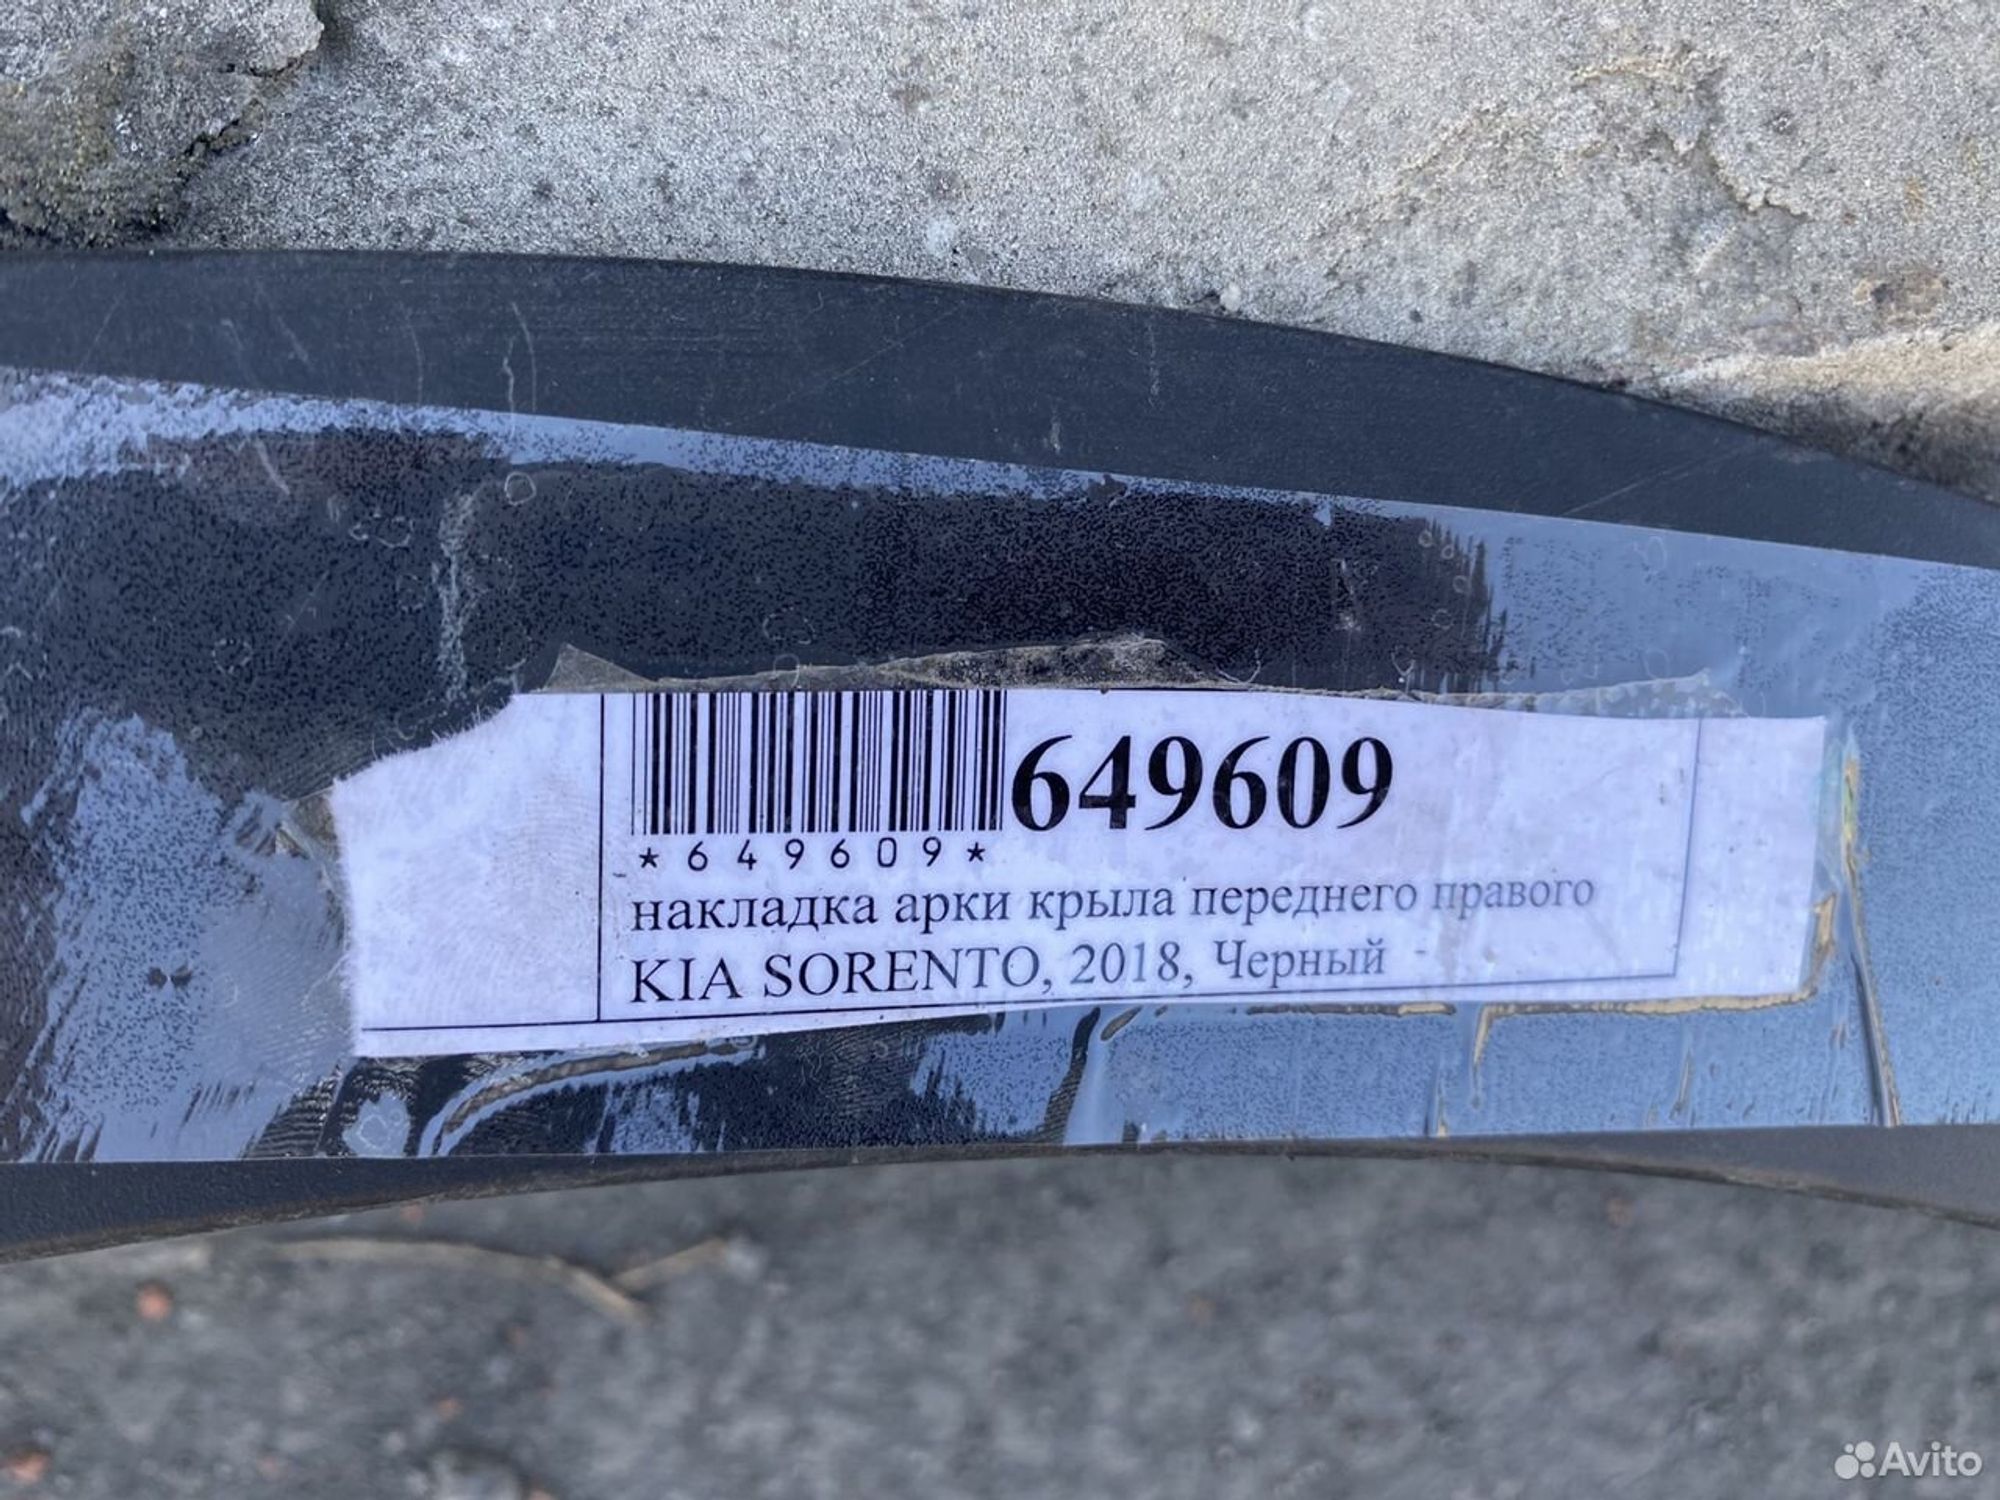 649609
*649609*
накладка арки крыла переднего правого
KIA SORENTO, 2018, Черный -
Avito